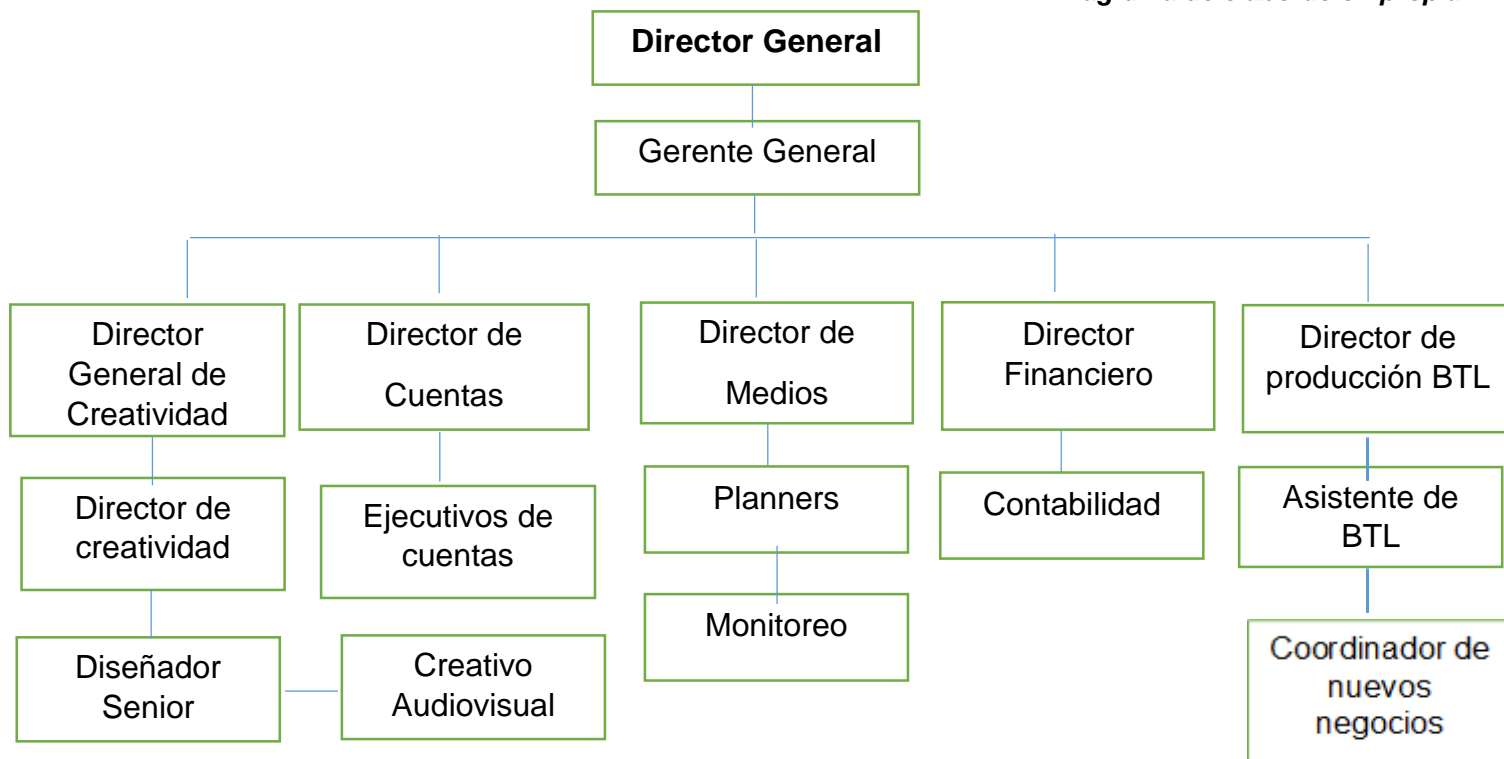 Director General
Gerente General
Director
General de
Creatividad
Director de
Cuentas
Director de
Medios
Director
Financiero
Director de
producción BTL
Director de
creatividad
Ejecutivos de
cuentas
Planners
Contabilidad
Asistente de
BTL
Monitoreo
Diseñador
Senior
Creativo
Audiovisual
Coordinador de
nuevos
negocios